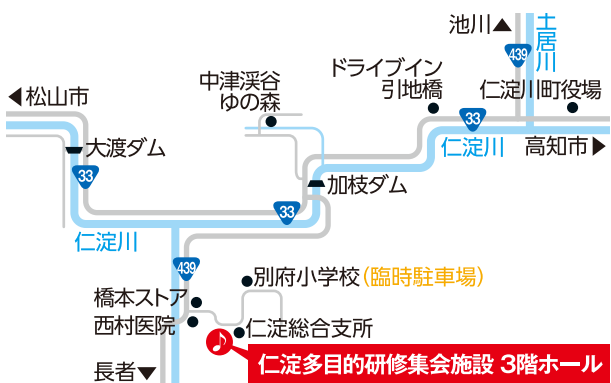 池川▲
土居川
439
ドライブイン
引地橋
中津渓谷
ゆの森
仁淀川町役場
◀松山市
33
大渡ダム
仁淀川
高知市▶
33
加枝ダム
33
仁淀川
439
別府小学校(臨時駐車場)
橋本ストア
西村医院
仁淀総合支所
仁淀多目的研修集会施設 3階ホール
長者▼